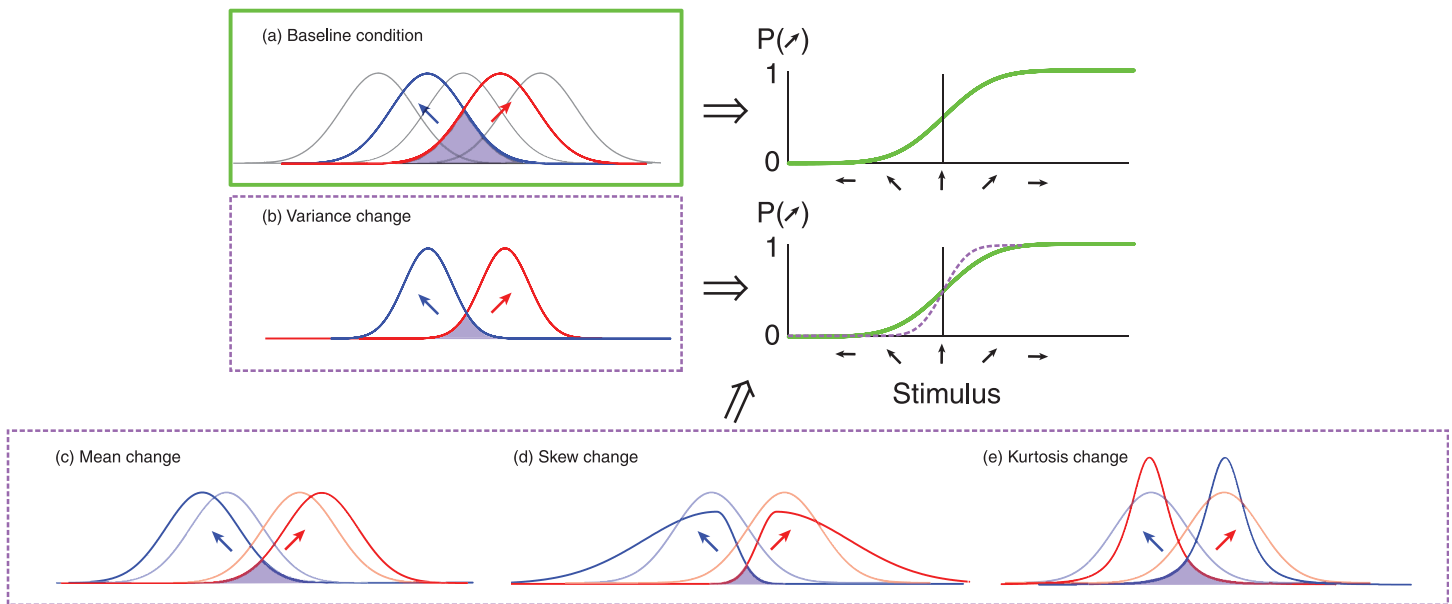 (a) Baseline condition
P(↗)
1
0
(b) Variance change
P(↗)
1
0
Stimulus
(c) Mean change
(d) Skew change
(e) Kurtosis change